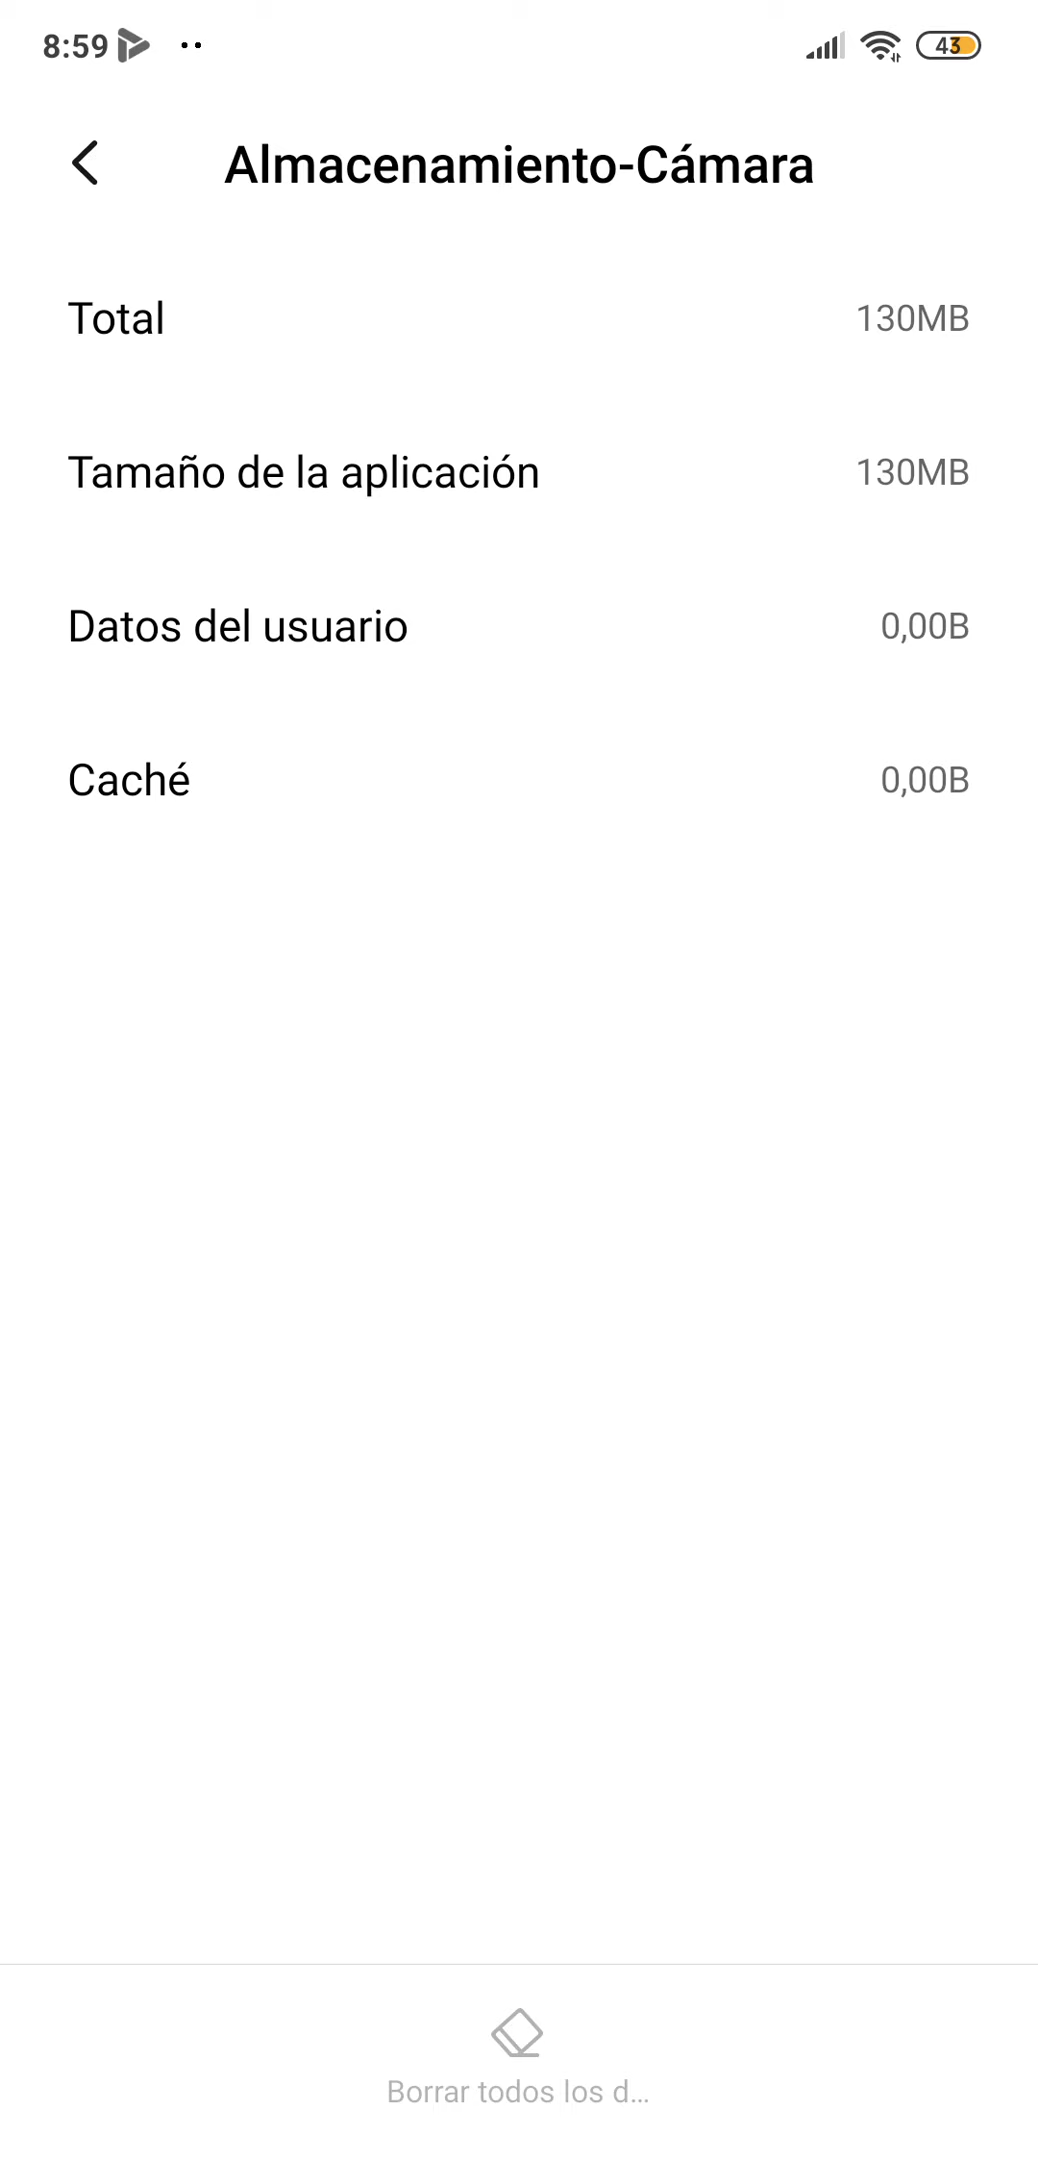 8:59
43
Almacenamiento-Cámara
Total 130MB
Tamaño de la aplicación 130MB
Datos del usuario 0,00B
Caché 0,00B
Borrar todos los d...